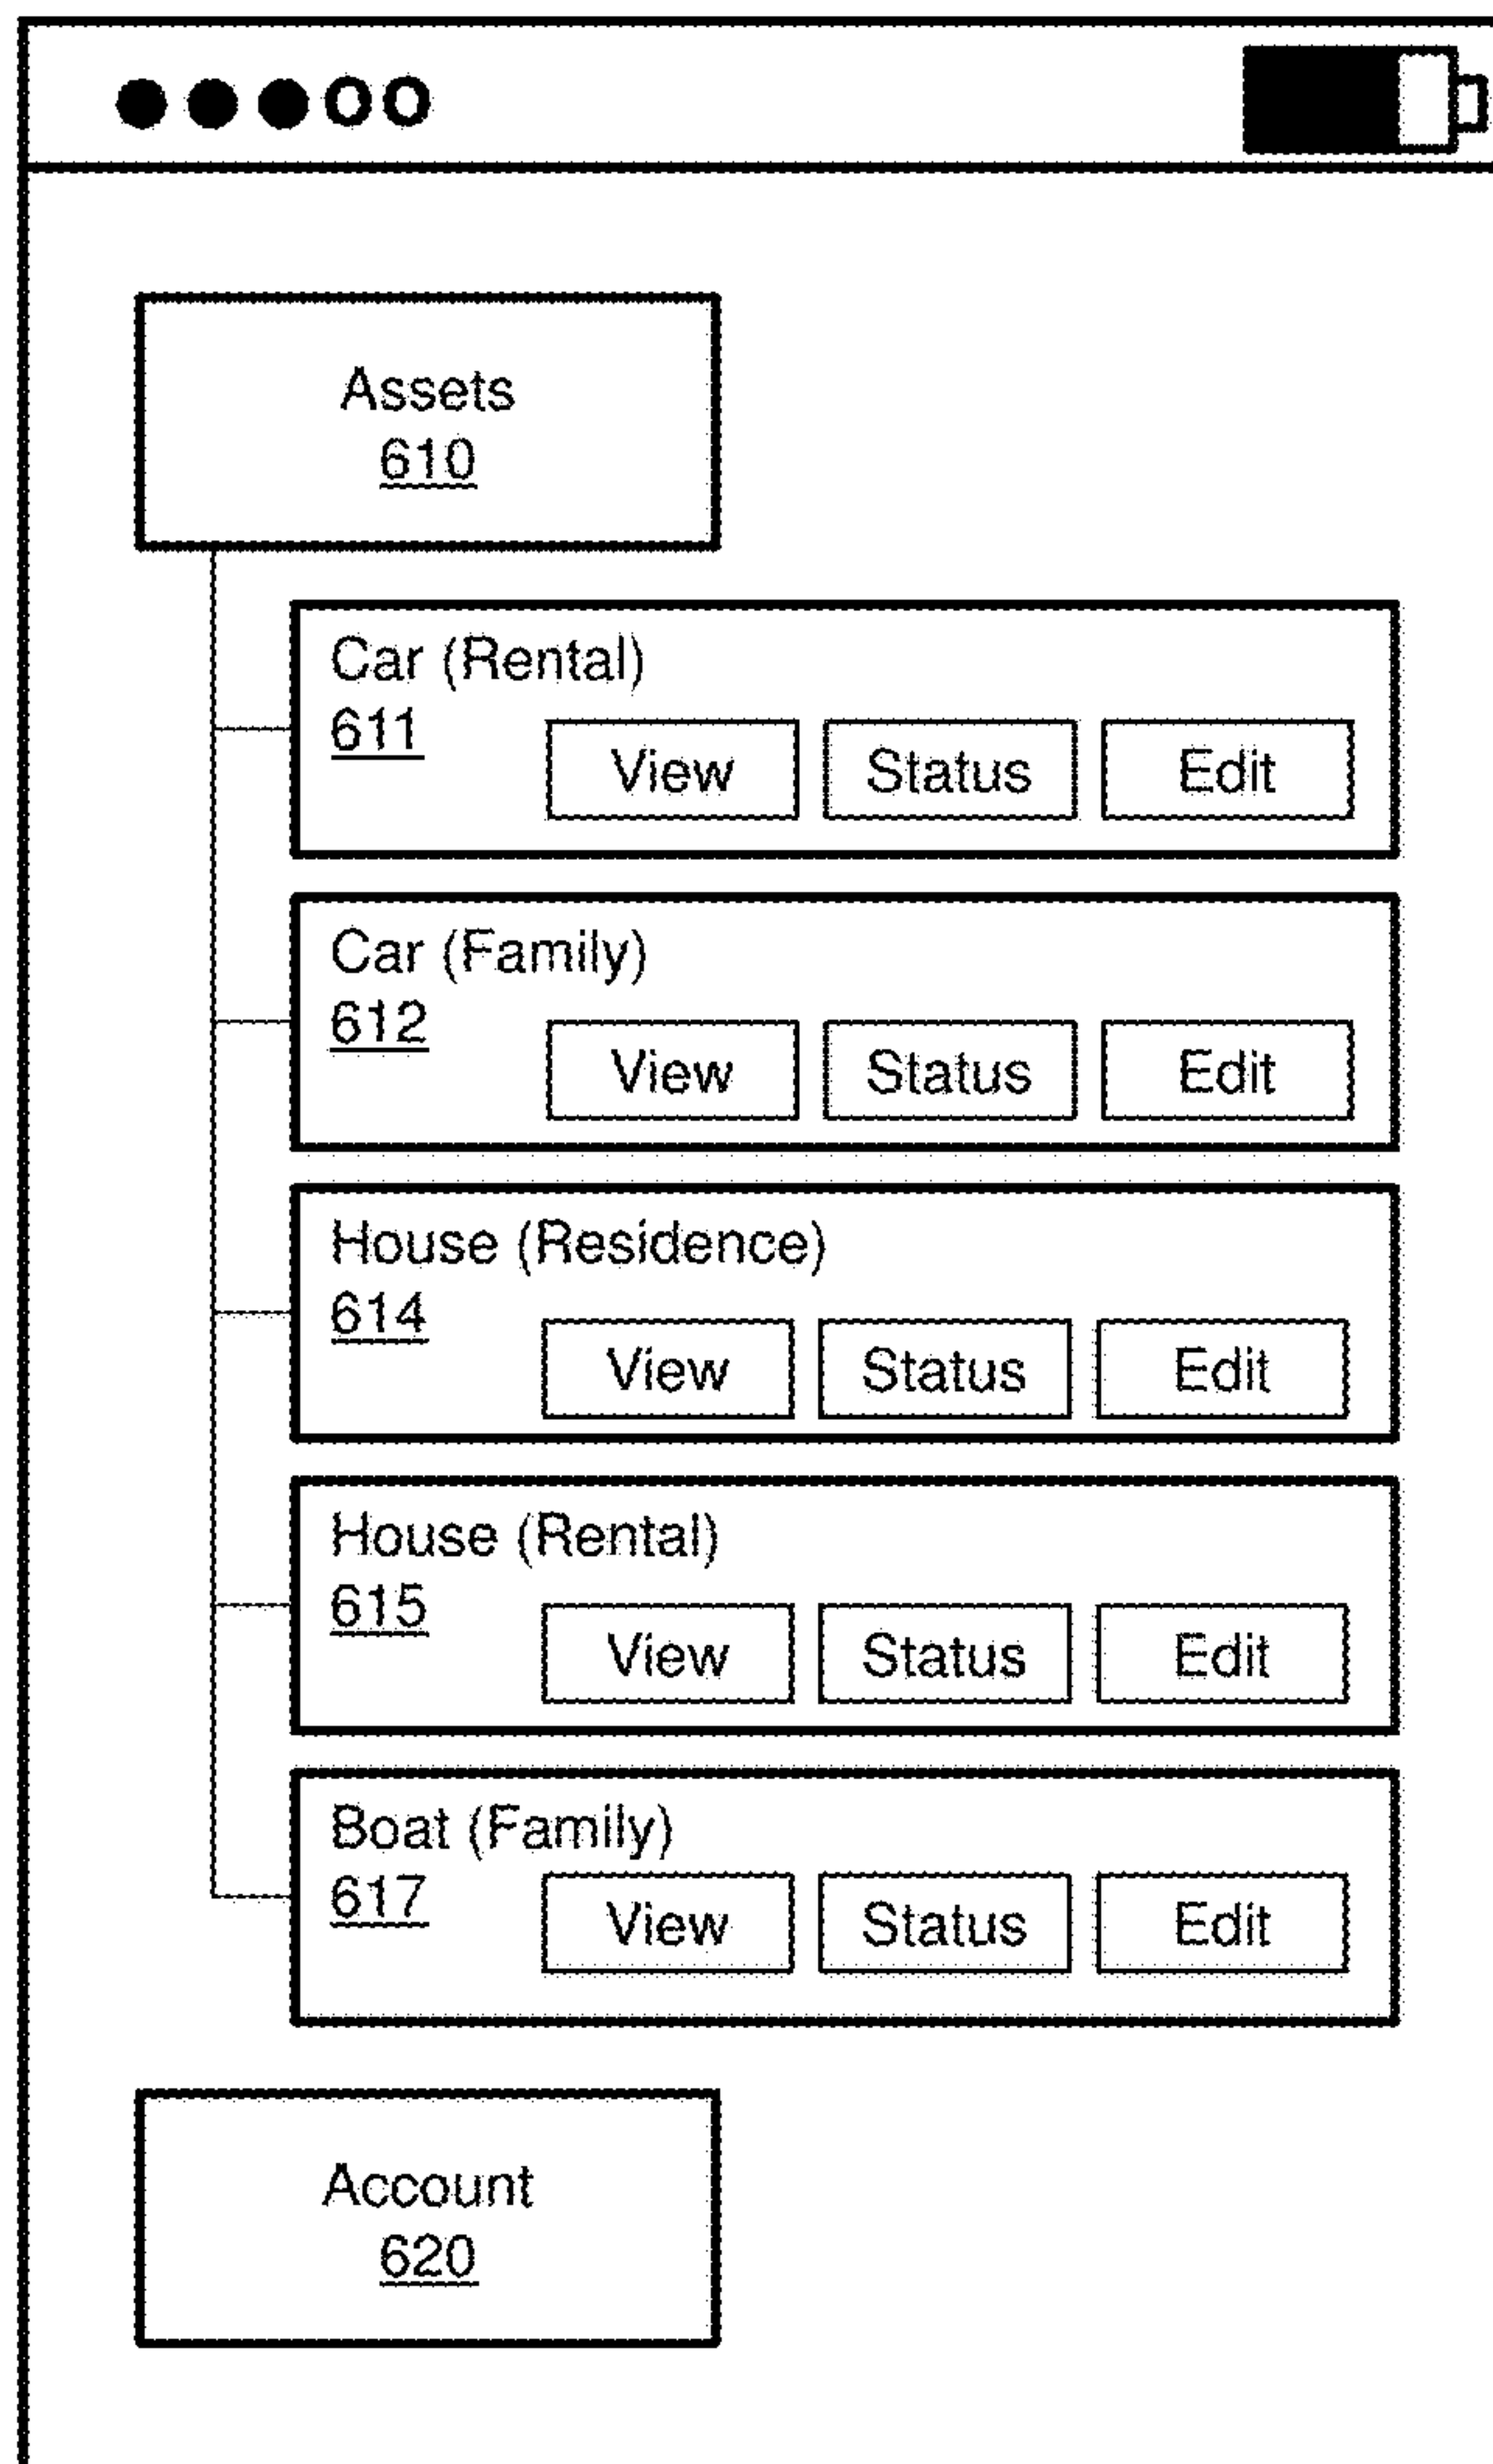 Assets
610
Car (Rental)
611
View Status Edit
Car (Family)
612
View Status Edit
House (Residence)
614
View Status Edit
House (Rental)
615
View Status Edit
Boat (Family)
617
View Status Edit
Account
620